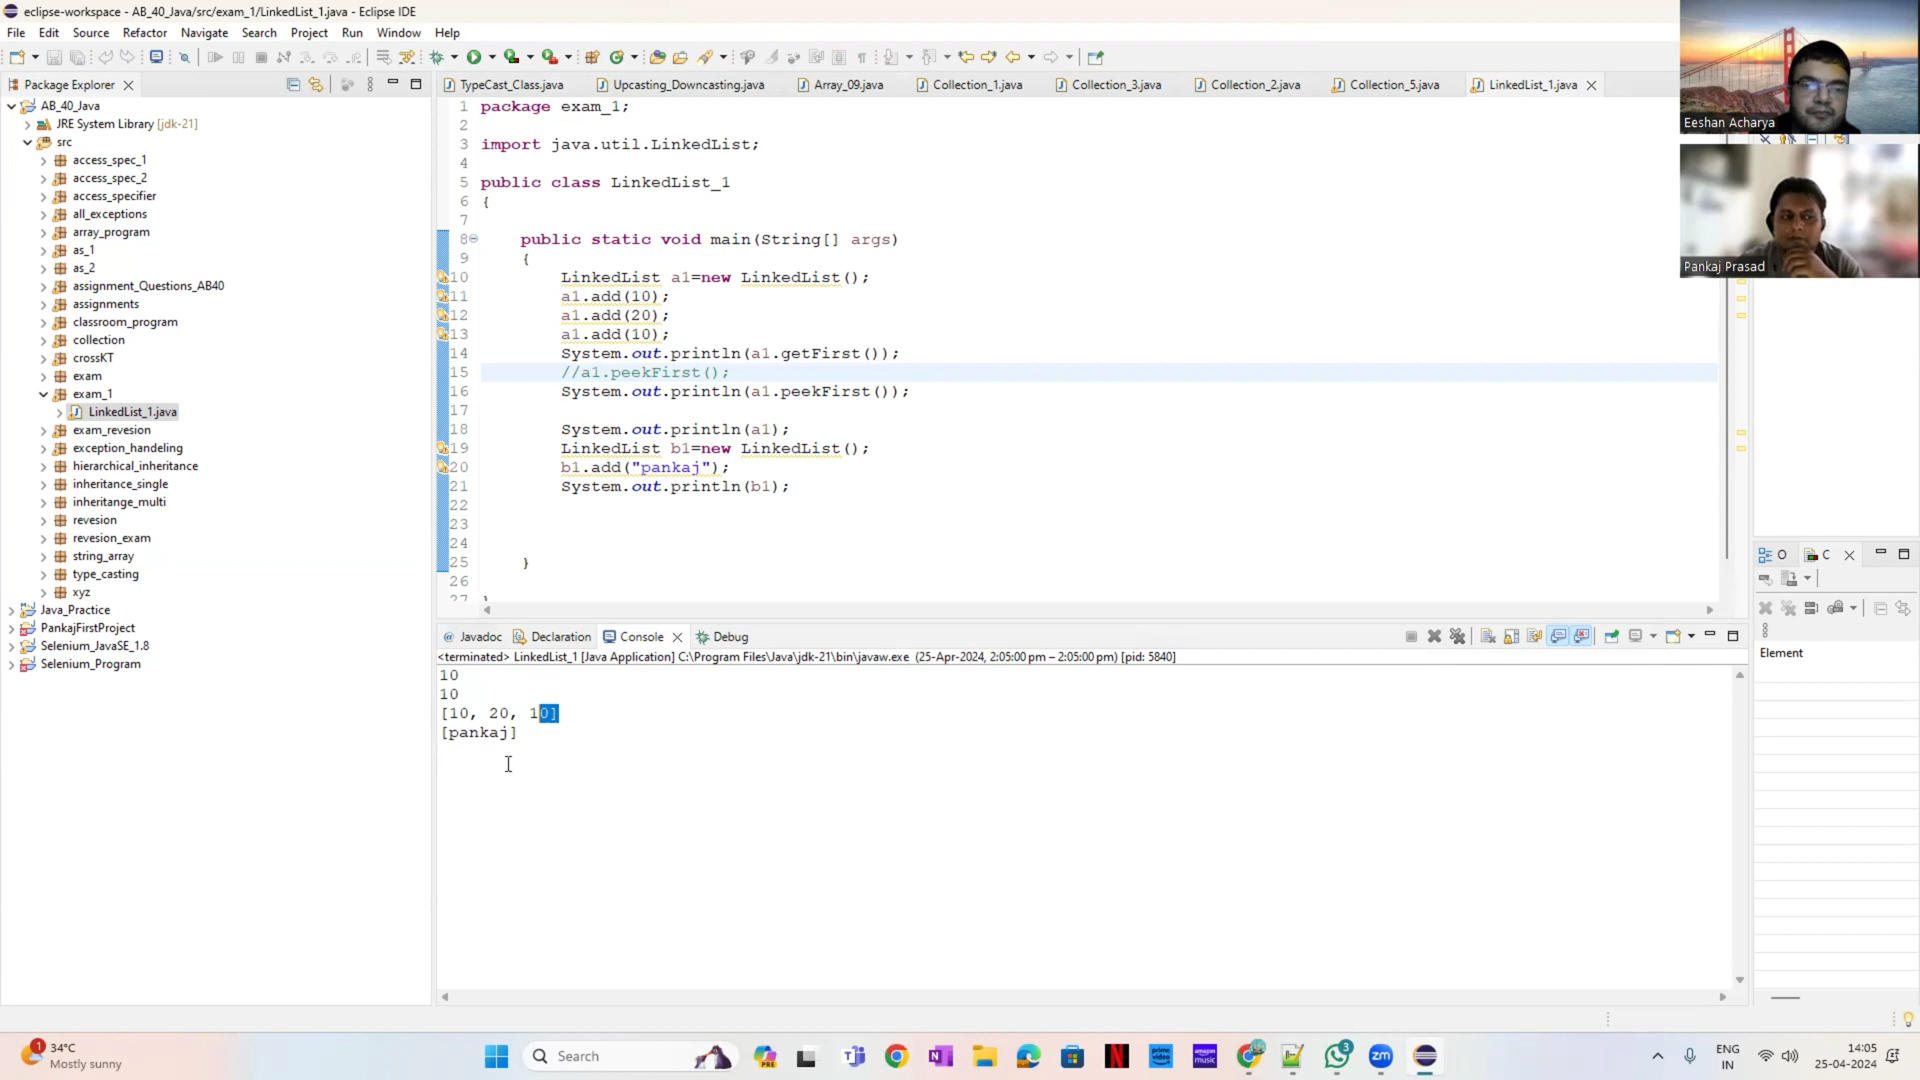 eclipse-workspace - AB_40_Java/src/exam_1/LinkedList_1.java - Eclipse IDE
File Edit Source Refactor Navigate Search Project Run Window Help
Package Explorer
AB_40_Java
JRE System Library [jdk-21]
src
access_spec_1
access_spec_2
access_specifier
all_exceptions
array_program
as_1
as_2
assignment_Questions_AB40
assignments
classroom_program
collection
crossKT
exam
exam_1
LinkedList_1.java
exam_revesion
exception_handeling
hierarchical_inheritance
inheritance_single
inheritange_multi
revesion
revesion_exam
string_array
type_casting
xyz
Java_Practice
PankajFirstProject
Selenium_JavaSE_1.8
Selenium_Program
TypeCast_Class.java Upcasting_Downcasting.java Array_09.java Collection_1.java Collection_3.java Collection_2.java Collection_5.java LinkedList_1.java
1 package exam_1;
2
3 import java.util.LinkedList;
4
5 public class LinkedList_1
6 {
7
8 public static void main(String[] args)
9 {
10 LinkedList a1=new LinkedList();
11 a1.add(10);
12 a1.add(20);
13 a1.add(10);
14 System.out.println(a1.getFirst());
15 //a1.peekFirst();
16 System.out.println(a1.peekFirst());
17
18 System.out.println(a1);
19 LinkedList b1=new LinkedList();
20 b1.add("pankaj");
21 System.out.println(b1);
22
23
24
25 }
26
27
Eeshan Acharya
Pankaj Prasad
@ Javadoc Declaration Console Debug
<terminated> LinkedList_1 [Java Application] C:\Program Files\Java\jdk-21\bin\javaw.exe (25-Apr-2024, 2:05:00 pm – 2:05:00 pm) [pid: 5840]
10
10
[10, 20, 10]
[pankaj]
O C
Element
1
34°C
Mostly sunny
Search
PRE
prime video
amazon music
3
zm
ENG
IN
14:05
25-04-2024